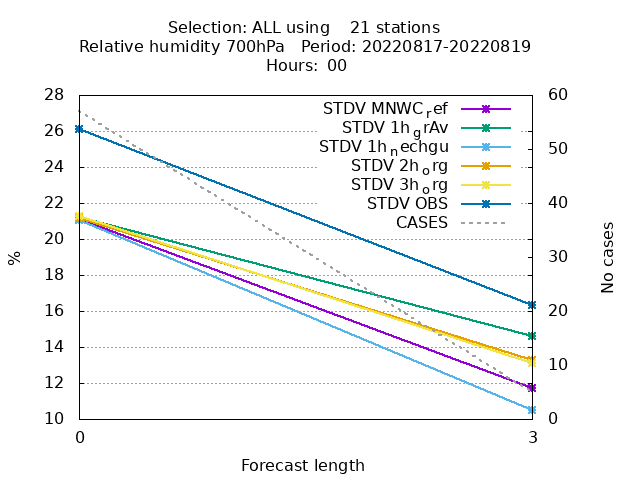 Selection: ALL using    21 stations
Relative humidity 700hPa   Period: 20220817-20220819
Hours: 00
28
26
24
22
20
18
16
14
12
10
%
STDV MNWC_ref
STDV 1h_grAv
STDV 1h_nechgu
STDV 2h_org
STDV 3h_org
STDV OBS
CASES
60
50
40
30
20
10
0
No cases
0
3
Forecast length